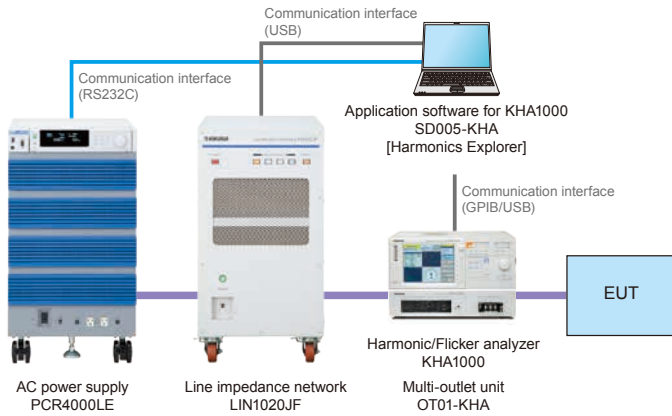 Communication interface
(USB)
Communication interface
(RS232C)
Application software for KHA1000
SD005-KHA
[Harmonics Explorer]
Communication interface
(GPIB/USB)
EUT
Harmonic/Flicker analyzer
KHA1000
AC power supply
PCR4000LE
Line impedance network
LIN1020JF
Multi-outlet unit
OT01-KHA